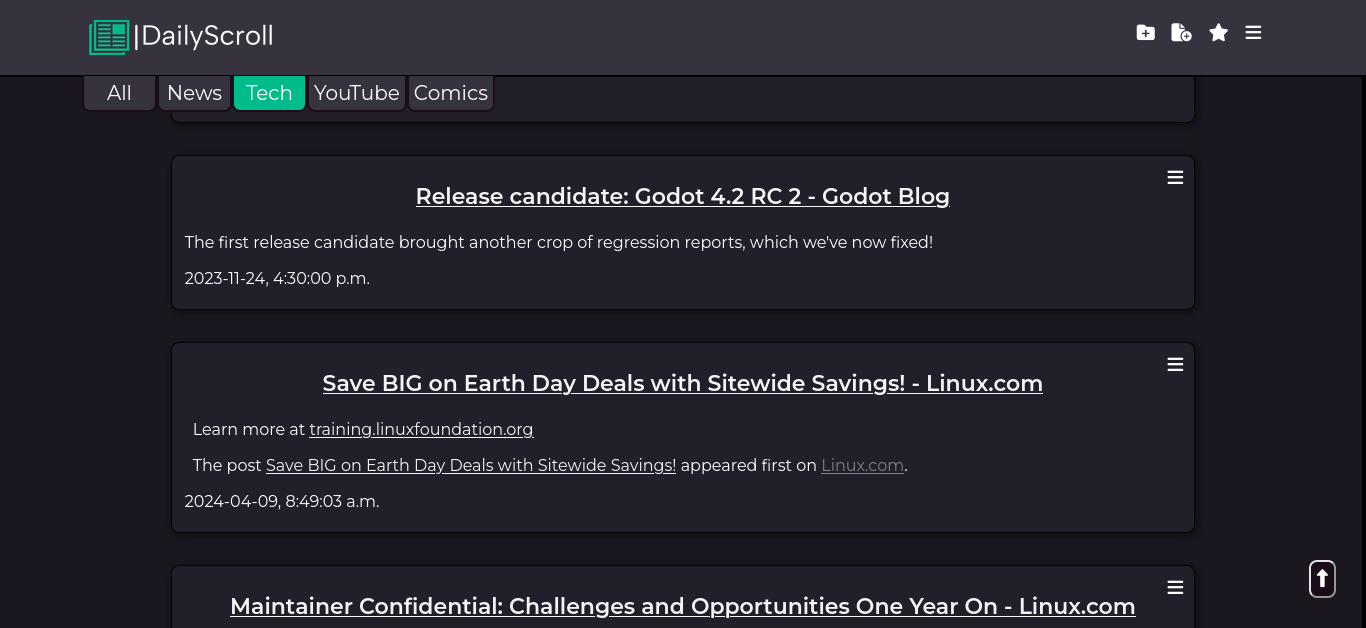 |DailyScroll
All News Tech YouTube Comics
Release candidate: Godot 4.2 RC 2 - Godot Blog
The first release candidate brought another crop of regression reports, which we've now fixed!
2023-11-24, 4:30:00 p.m.
Save BIG on Earth Day Deals with Sitewide Savings! - Linux.com
Learn more at training.linuxfoundation.org
The post Save BIG on Earth Day Deals with Sitewide Savings! appeared first on Linux.com.
2024-04-09, 8:49:03 a.m.
Maintainer Confidential: Challenges and Opportunities One Year On - Linux.com